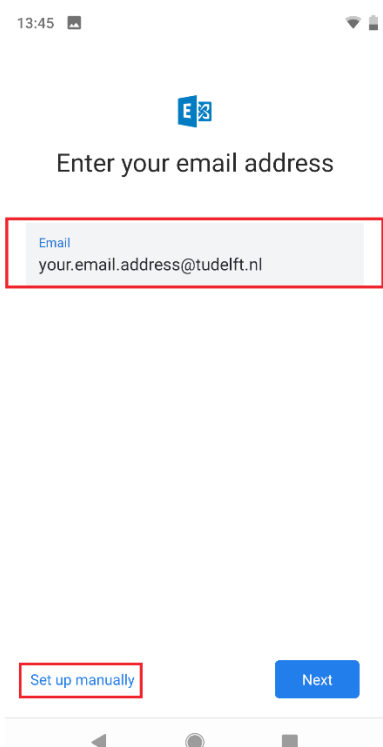 13:45
E
Enter your email address
Email
your.email.address@tudelft.nl
Set up manually
Next